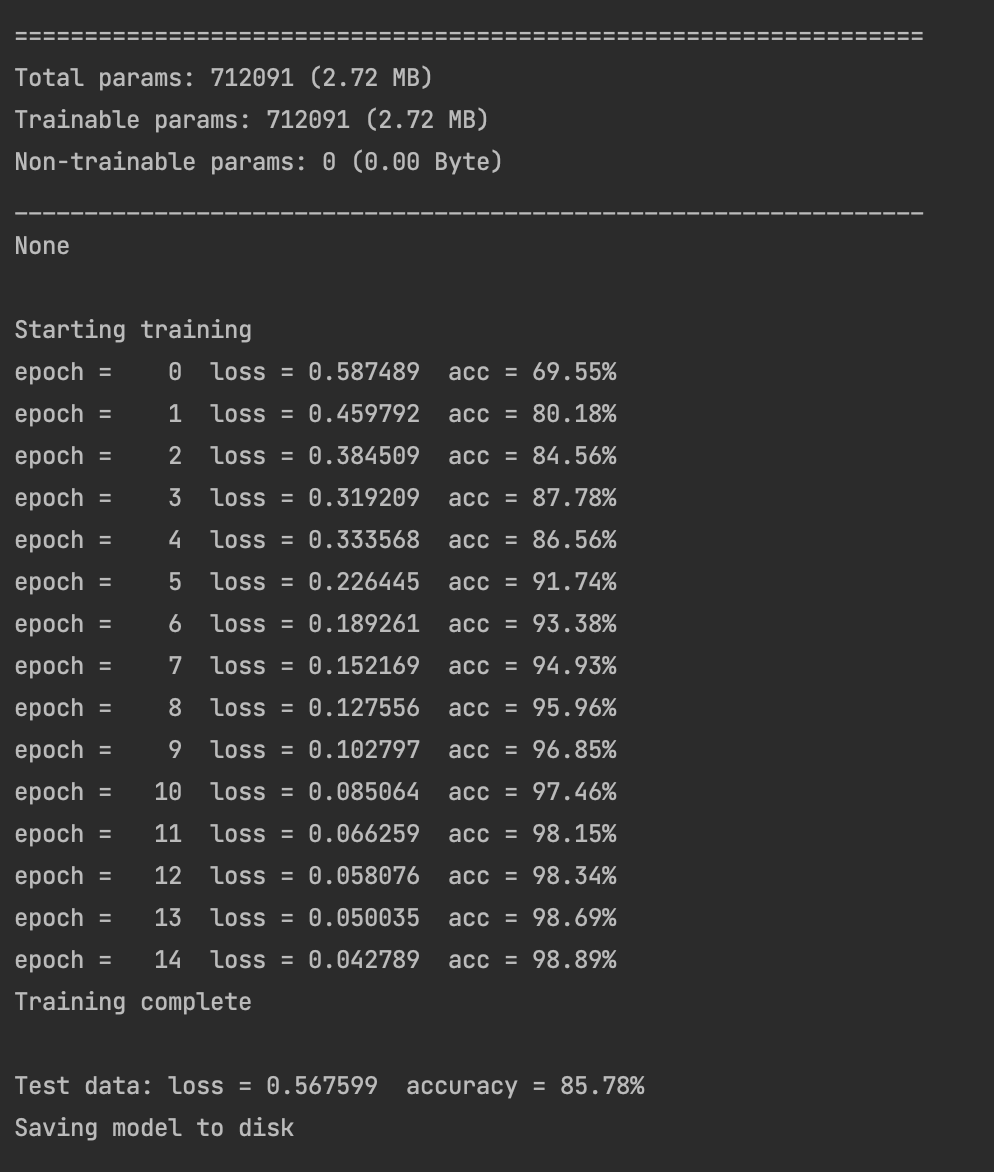 =================================================================
Total params: 712091 (2.72 MB)
Trainable params: 712091 (2.72 MB)
Non-trainable params: 0 (0.00 Byte)
_________________________________________________________________
None
Starting training
epoch =    0  loss = 0.587489  acc = 69.55%
epoch =    1  loss = 0.459792  acc = 80.18%
epoch =    2  loss = 0.384509  acc = 84.56%
epoch =    3  loss = 0.319209  acc = 87.78%
epoch =    4  loss = 0.333568  acc = 86.56%
epoch =    5  loss = 0.226445  acc = 91.74%
epoch =    6  loss = 0.189261  acc = 93.38%
epoch =    7  loss = 0.152169  acc = 94.93%
epoch =    8  loss = 0.127556  acc = 95.96%
epoch =    9  loss = 0.102797  acc = 96.85%
epoch =   10  loss = 0.085064  acc = 97.46%
epoch =   11  loss = 0.066259  acc = 98.15%
epoch =   12  loss = 0.058076  acc = 98.34%
epoch =   13  loss = 0.050035  acc = 98.69%
epoch =   14  loss = 0.042789  acc = 98.89%
Training complete
Test data: loss = 0.567599  accuracy = 85.78%
Saving model to disk